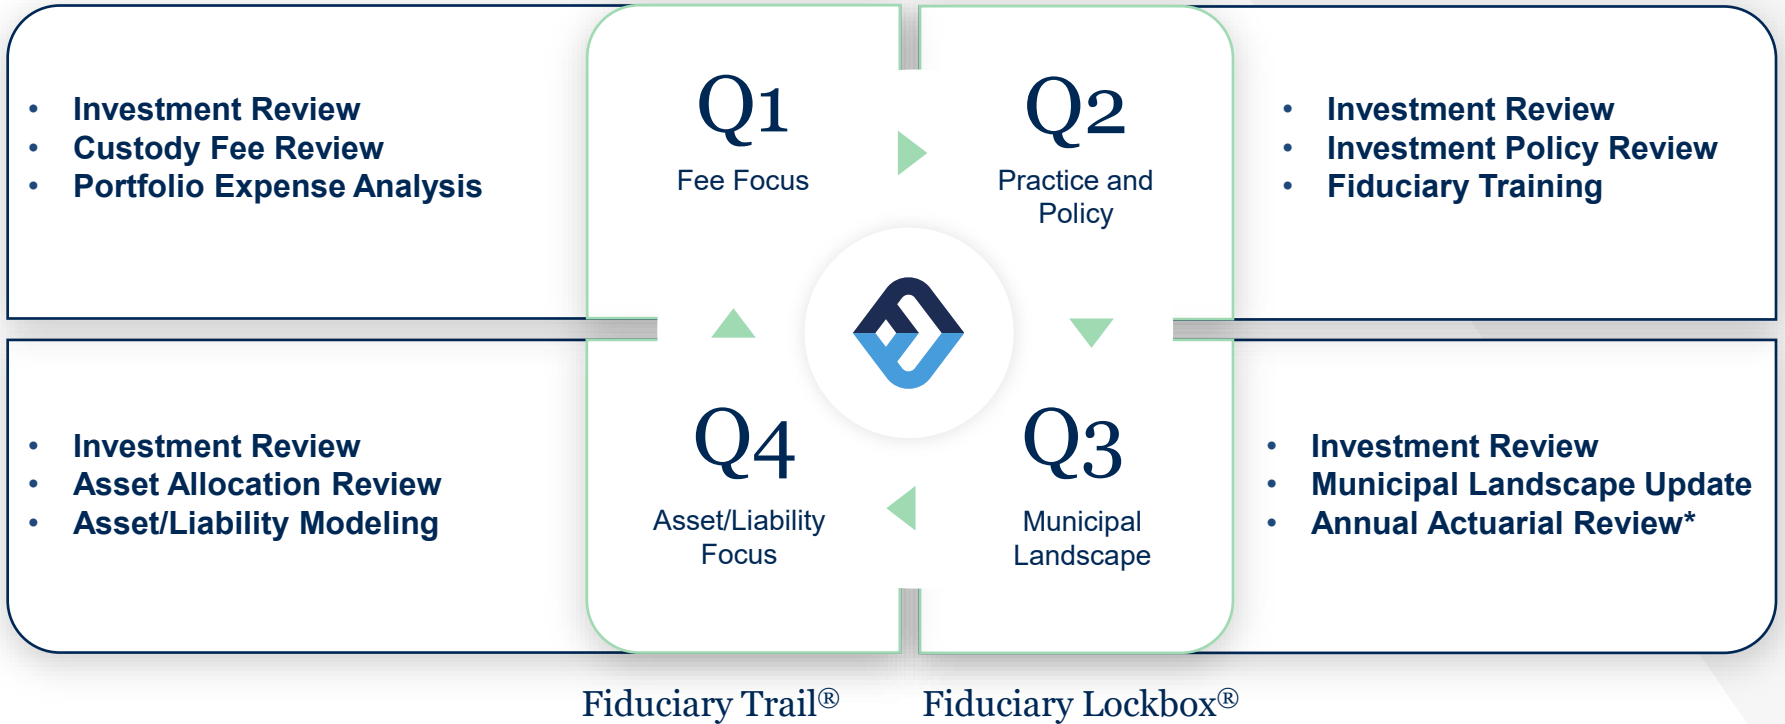 • Investment Review
• Custody Fee Review
• Portfolio Expense Analysis
Q1
Fee Focus
Q2
Practice and
Policy
• Investment Review
• Investment Policy Review
• Fiduciary Training
• Investment Review
• Asset Allocation Review
• Asset/Liability Modeling
Q4
Asset/Liability
Focus
Q3
Municipal
Landscape
• Investment Review
• Municipal Landscape Update
• Annual Actuarial Review*
Fiduciary Trail®
Fiduciary Lockbox®